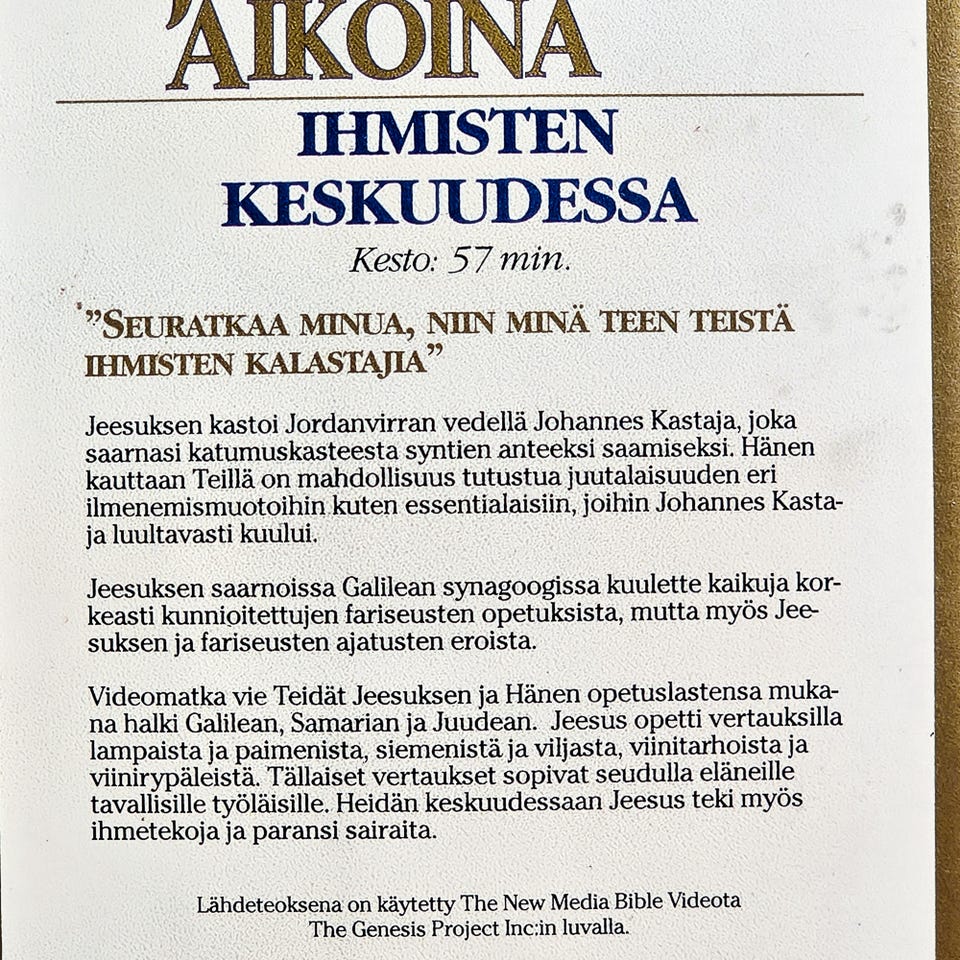 AIKOINA
IHMISTEN
KESKUUDESSA
Kesto: 57 min.
”SEURATKAA MINUA, NIIN MINÄ TEEN TEISTÄ
IHMISTEN KALASTAJIA”
Jeesuksen kastoi Jordanvirran vedellä Johannes Kastaja, joka
saarnasi katumuskasteesta syntien anteeksi saamiseksi. Hänen
kauttaan Teillä on mahdollisuus tutustua juutalaisuuden eri
ilmenemismuotoihin kuten essentialaisiin, joihin Johannes Kasta-
ja luultavasti kuului.
Jeesuksen saarnoissa Galilean synagoogissa kuulette kaikuja kor-
keasti kunnioitettujen fariseusten opetuksista, mutta myös Jee-
suksen ja fariseusten ajatusten eroista.
Videomatka vie Teidät Jeesuksen ja Hänen opetuslastensa muka-
na halki Galilean, Samarian ja Juudean. Jeesus opetti vertauksilla
lampaista ja paimenista, siemenistä ja viljasta, viinitarhoista ja
viinirypäleistä. Tällaiset vertaukset sopivat seudulla eläneille
tavallisille työläisille. Heidän keskuudessaan Jeesus teki myös
ihmetekoja ja paransi sairaita.
Lähdeteoksena on käytetty The New Media Bible Videota
The Genesis Project Inc:in luvalla.